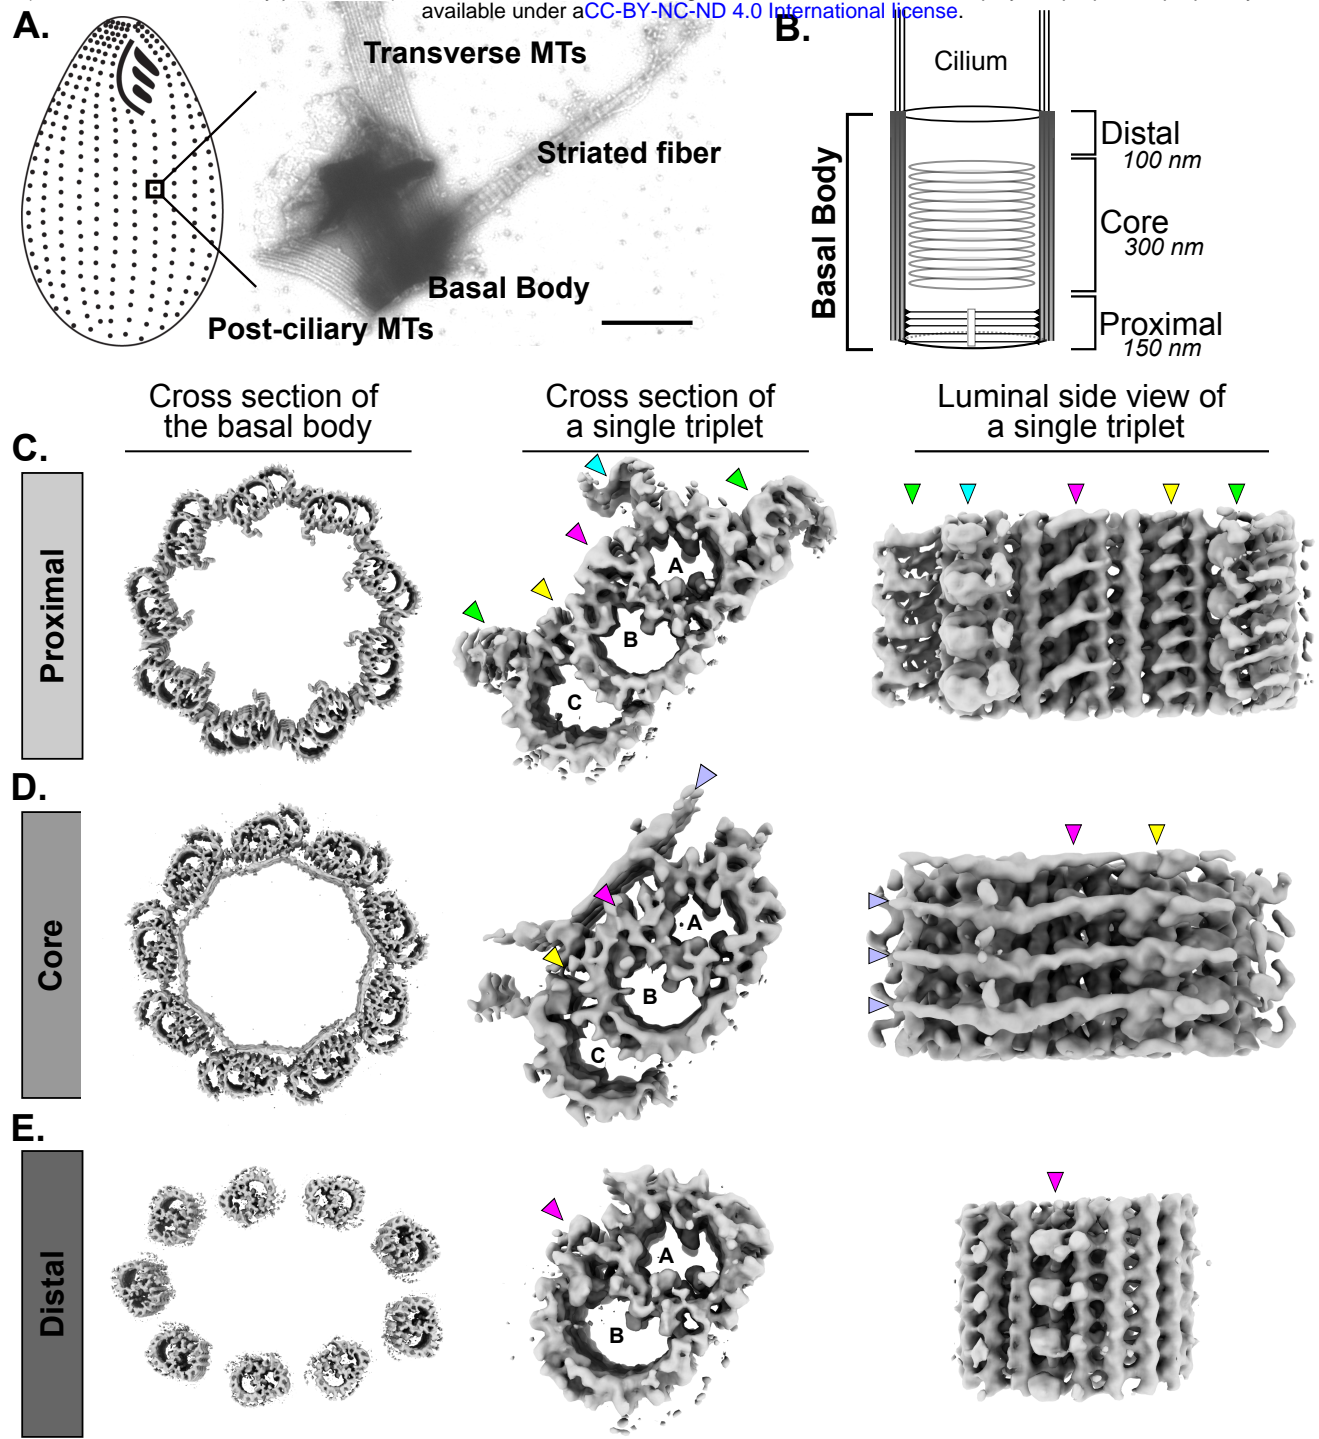 available under aCC-BY-NC-ND 4.0 International license.
A.
Transverse MTs
Striated fiber
Basal Body
Post-ciliary MTs
B.
Cilium
Basal Body
Distal
100 nm
Core
300 nm
Proximal
150 nm
Cross section of
the basal body
Cross section of
a single triplet
Luminal side view of
a single triplet
C.
Proximal
A
B
C
D.
Core
A
B
C
E.
Distal
A
B